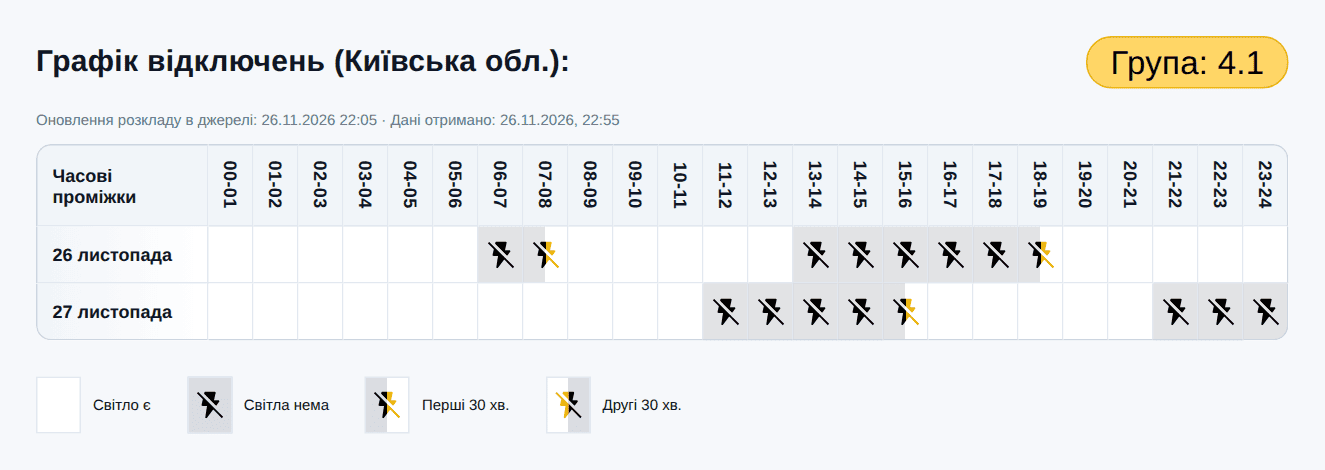 Графік відключень (Київська обл.):
Група: 4.1
Оновлення розкладу в джерелі: 26.11.2026 22:05 · Дані отримано: 26.11.2026, 22:55
Часові
проміжки
00-01
01-02
02-03
03-04
04-05
05-06
06-07
07-08
08-09
09-10
10-11
11-12
12-13
13-14
14-15
15-16
16-17
17-18
18-19
19-20
20-21
21-22
22-23
23-24
26 листопада
27 листопада
Світло є
Світла нема
Перші 30 хв.
Другі 30 хв.